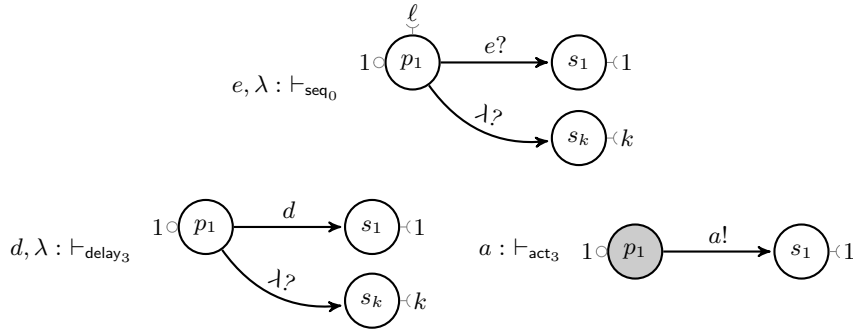 ℓ
e, λ : ⊢seq₀ 1 p₁ e? s₁ 1
λ? sₖ k
d, λ : ⊢delay₃ 1 p₁ d s₁ 1
λ? sₖ k
a : ⊢act₃ 1 p₁ a! s₁ 1